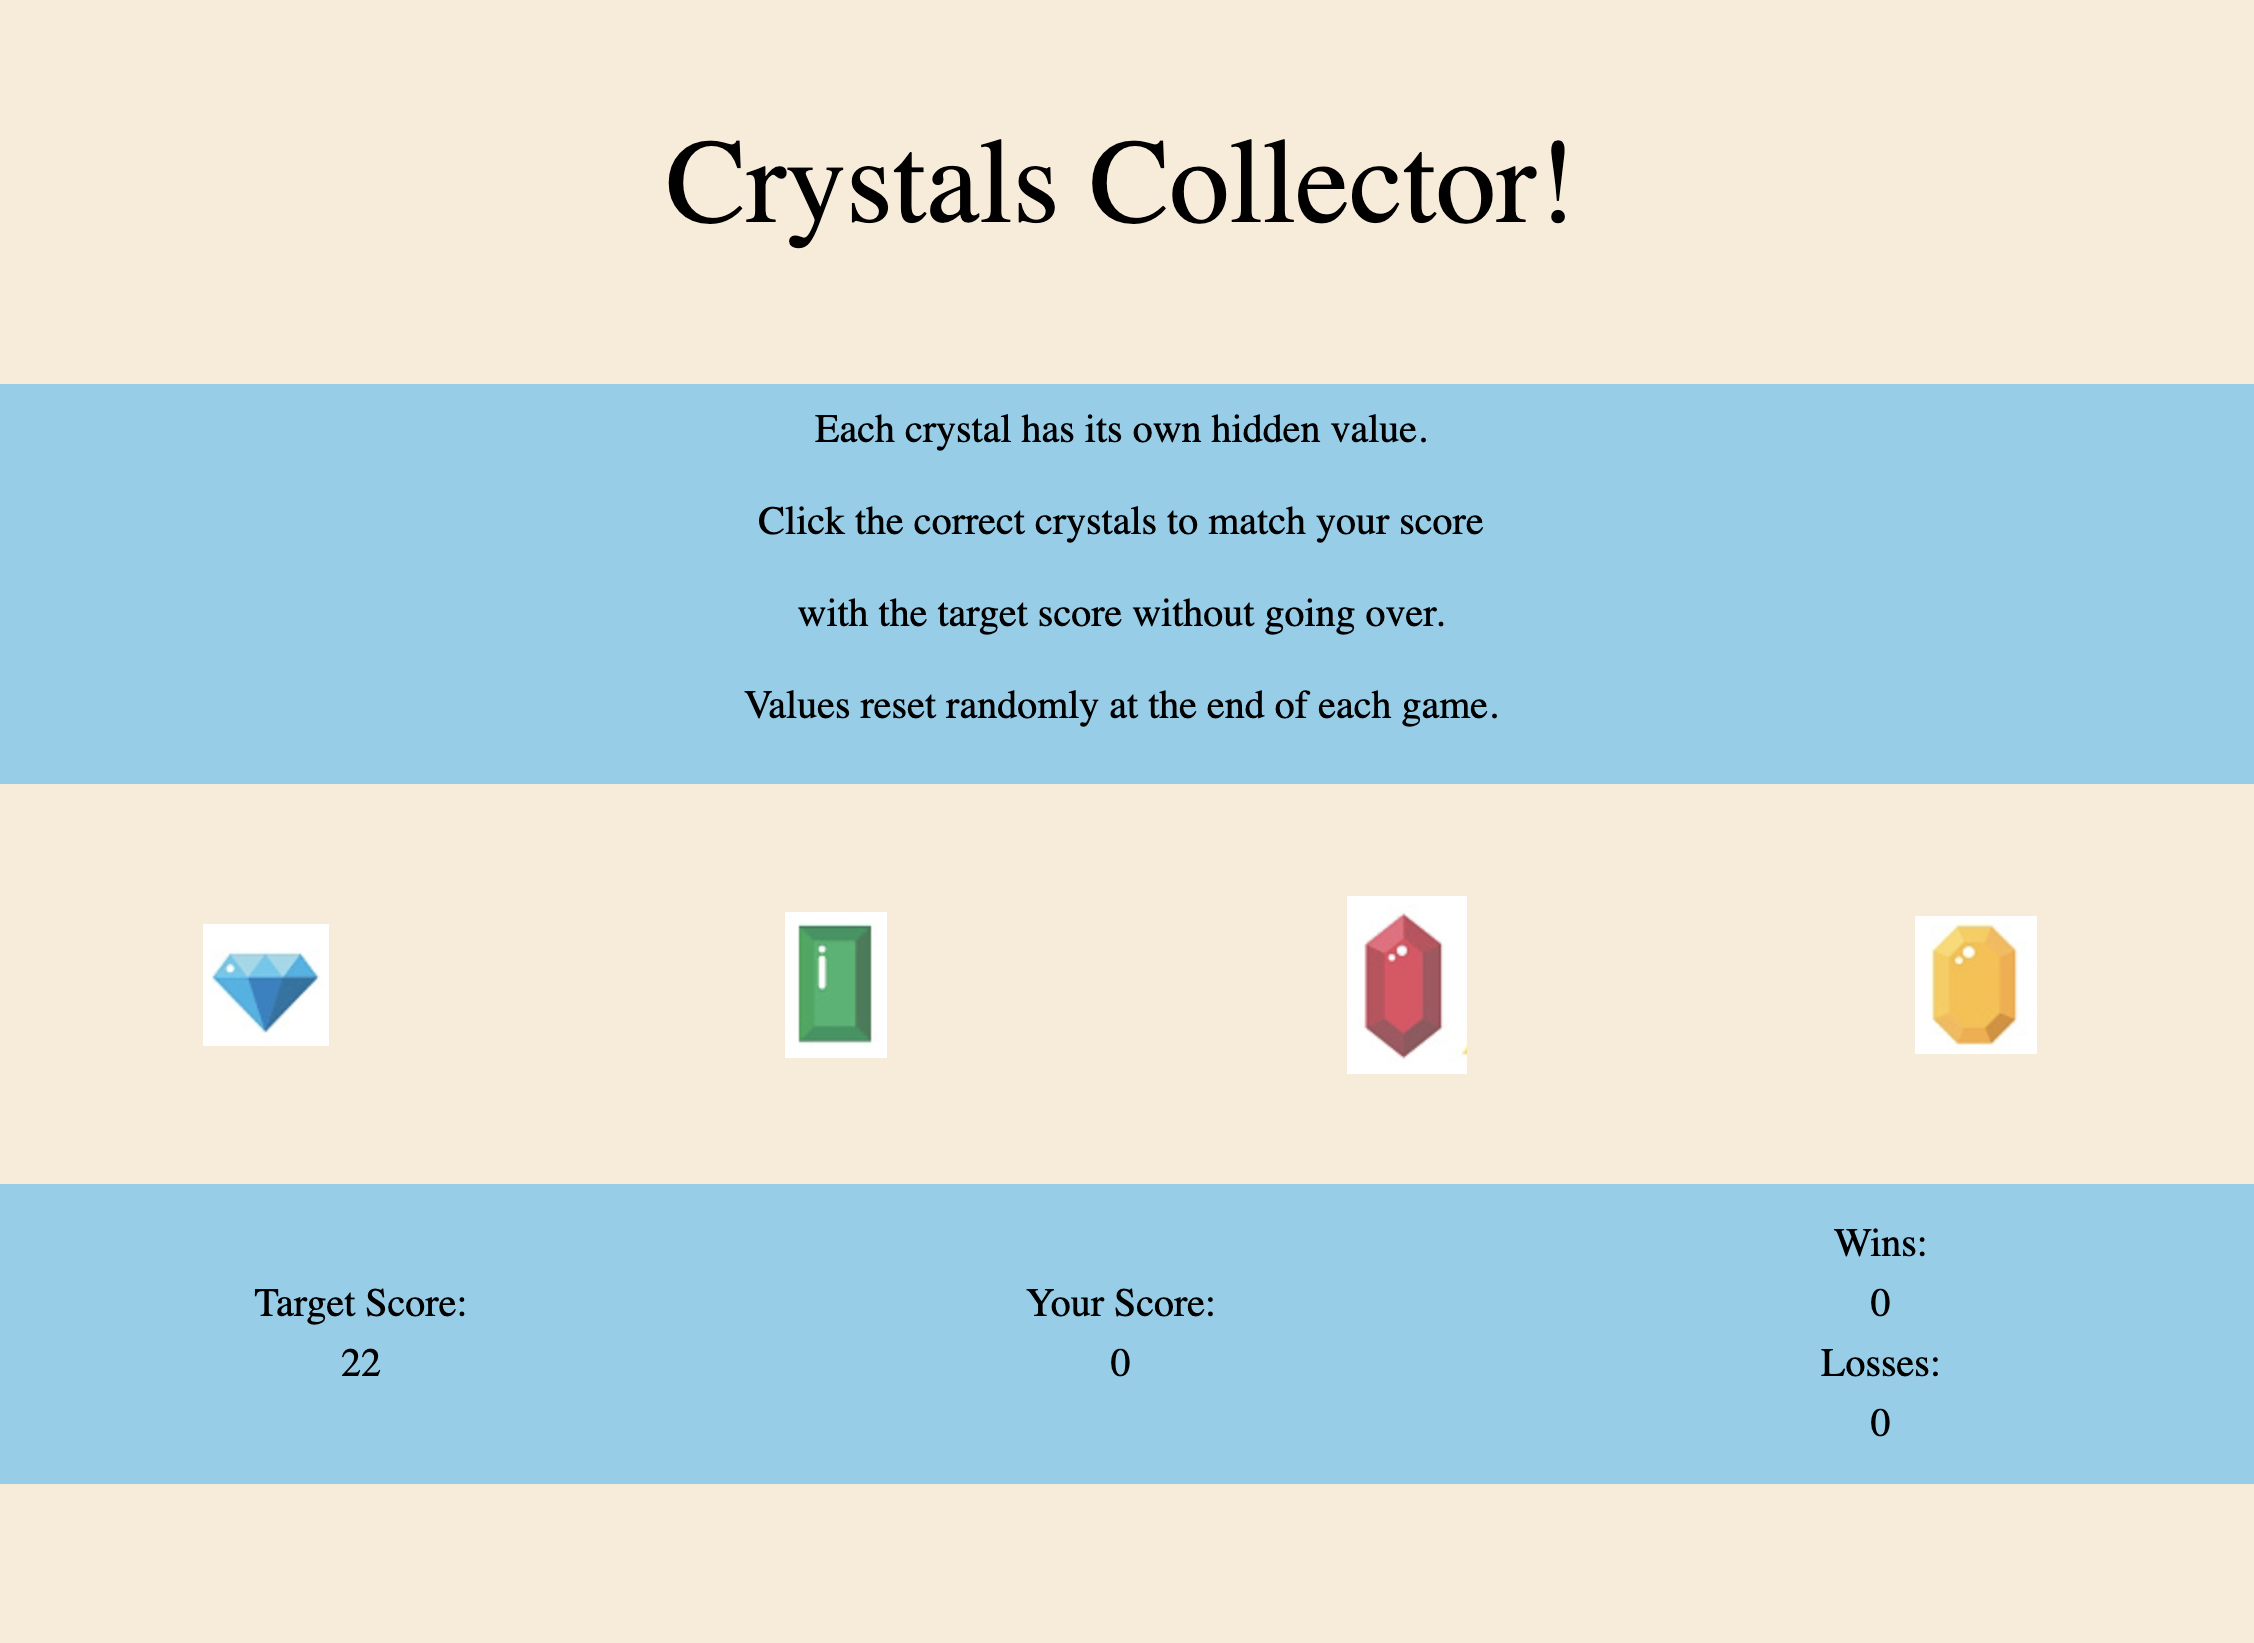 Crystals Collector!
Each crystal has its own hidden value.
Click the correct crystals to match your score
with the target score without going over.
Values reset randomly at the end of each game.
Target Score:
22
Your Score:
0
Wins:
0
Losses:
0